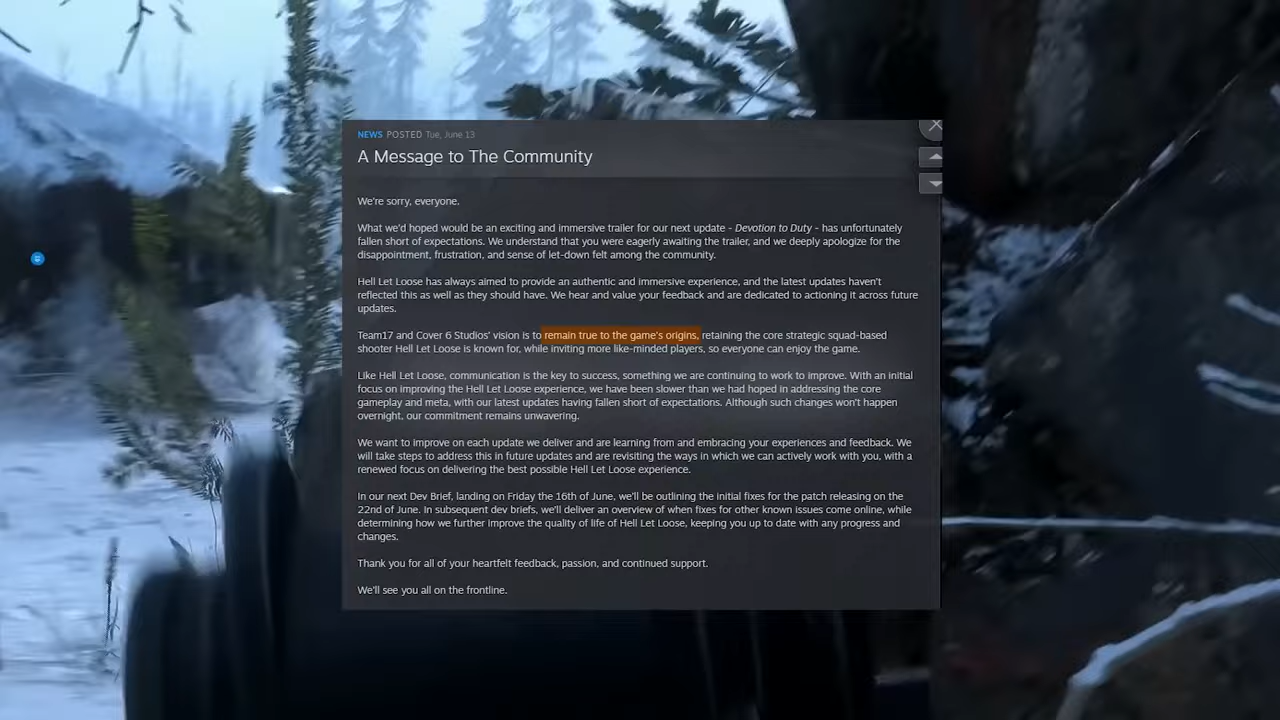 NEWS POSTED Tue, June 13
A Message to The Community
We're sorry, everyone.
What we'd hoped would be an exciting and immersive trailer for our next update - Devotion to Duty - has unfortunately
fallen short of expectations. We understand that you were eagerly awaiting the trailer, and we deeply apologize for the
disappointment, frustration, and sense of let-down felt among the community.
Hell Let Loose has always aimed to provide an authentic and immersive experience, and the latest updates haven't
reflected this as well as they should have. We hear and value your feedback and are dedicated to actioning it across future
updates.
Team17 and Cover 6 Studios' vision is to remain true to the game's origins, retaining the core strategic squad-based
shooter Hell Let Loose is known for, while inviting more like-minded players, so everyone can enjoy the game.
Like Hell Let Loose, communication is the key to success, something we are continuing to work to improve. With an initial
focus on improving the Hell Let Loose experience, we have been slower than we had hoped in addressing the core
gameplay and meta, with our latest updates having fallen short of expectations. Although such changes won't happen
overnight, our commitment remains unwavering.
We want to improve on each update we deliver and are learning from and embracing your experiences and feedback. We
will take steps to address this in future updates and are revisiting the ways in which we can actively work with you, with a
renewed focus on delivering the best possible Hell Let Loose experience.
In our next Dev Brief, landing on Friday the 16th of June, we'll be outlining the initial fixes for the patch releasing on the
22nd of June. In subsequent dev briefs, we'll deliver an overview of when fixes for other known issues come online, while
determining how we further improve the quality of life of Hell Let Loose, keeping you up to date with any progress and
changes.
Thank you for all of your heartfelt feedback, passion, and continued support.
We'll see you all on the frontline.